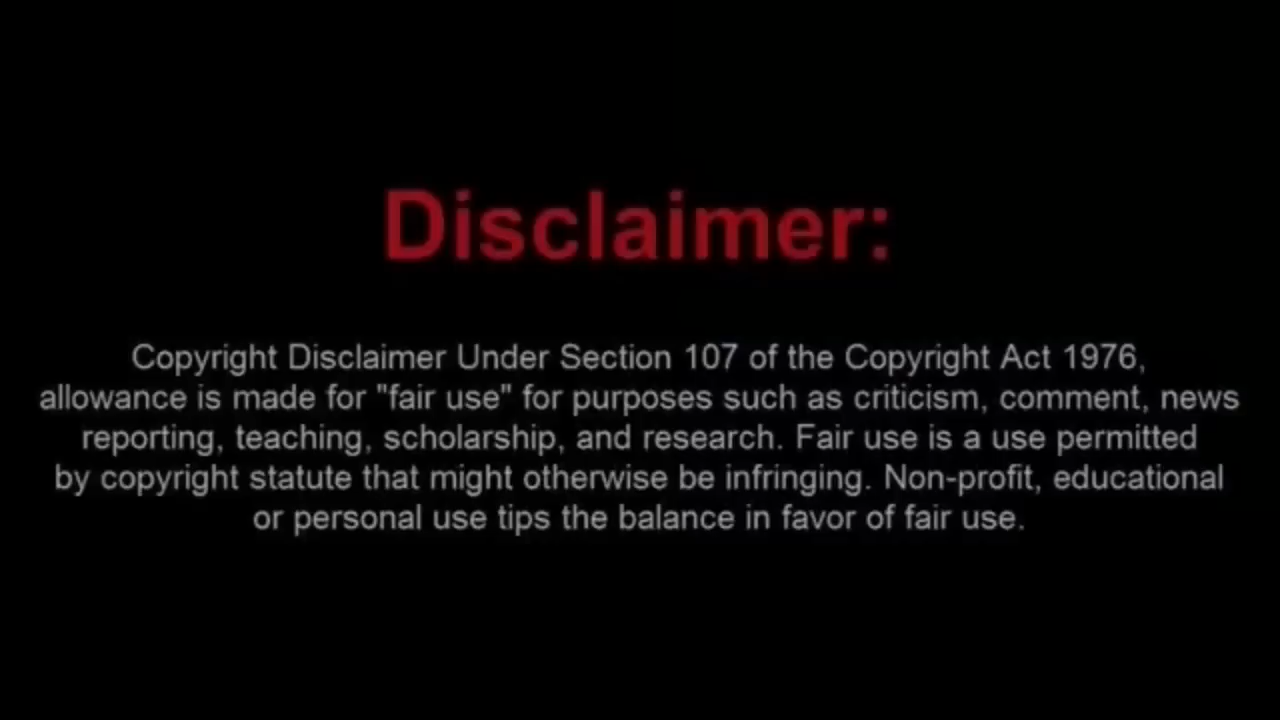 Disclaimer:
Copyright Disclaimer Under Section 107 of the Copyright Act 1976,
allowance is made for "fair use" for purposes such as criticism, comment, news
reporting, teaching, scholarship, and research. Fair use is a use permitted
by copyright statute that might otherwise be infringing. Non-profit, educational
or personal use tips the balance in favor of fair use.